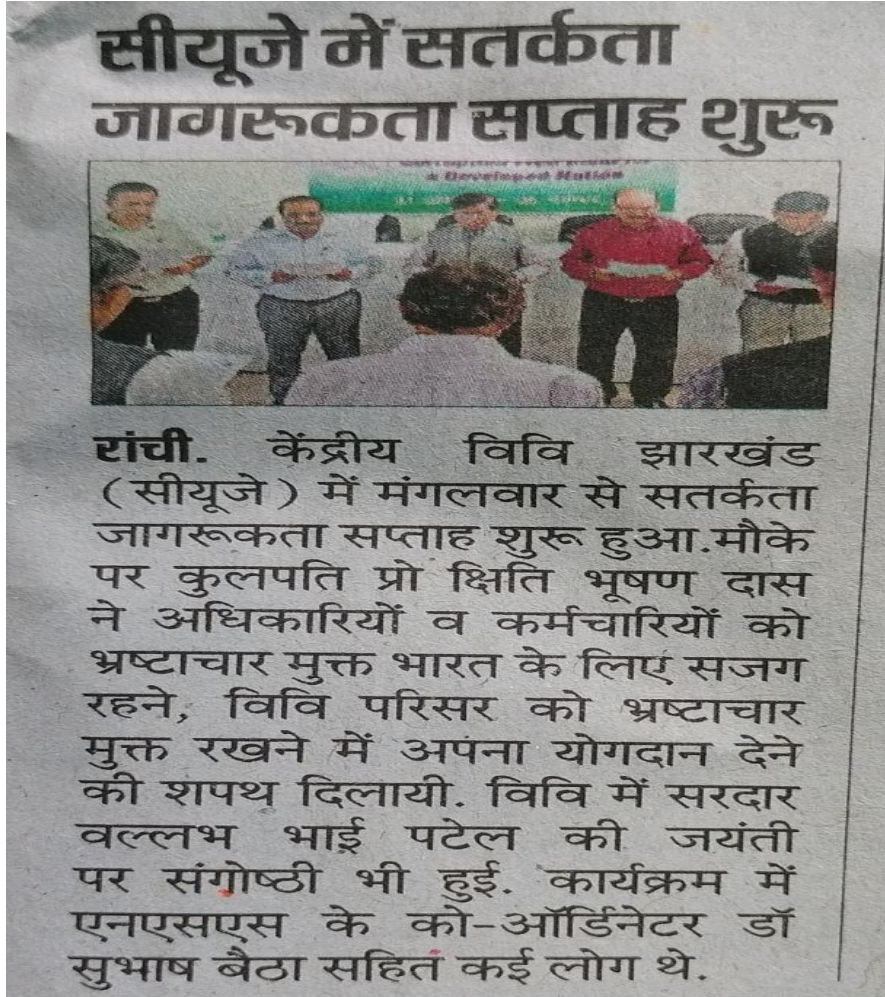 सीयूजे में सतर्कता
जागरूकता सप्ताह शुरू
a Developed Nation
रांची. केंद्रीय विवि झारखंड
(सीयूजे) में मंगलवार से सतर्कता
जागरूकता सप्ताह शुरू हुआ.मौके
पर कुलपति प्रो क्षिति भूषण दास
ने अधिकारियों व कर्मचारियों को
भ्रष्टाचार मुक्त भारत के लिए सजग
रहने, विवि परिसर को भ्रष्टाचार
मुक्त रखने में अपना योगदान देने
की शपथ दिलायी. विवि में सरदार
वल्लभ भाई पटेल की जयंती
पर संगोष्ठी भी हुई. कार्यक्रम में
एनएसएस के को-ऑर्डिनेटर डॉ
सुभाष बैठा सहित कई लोग थे.